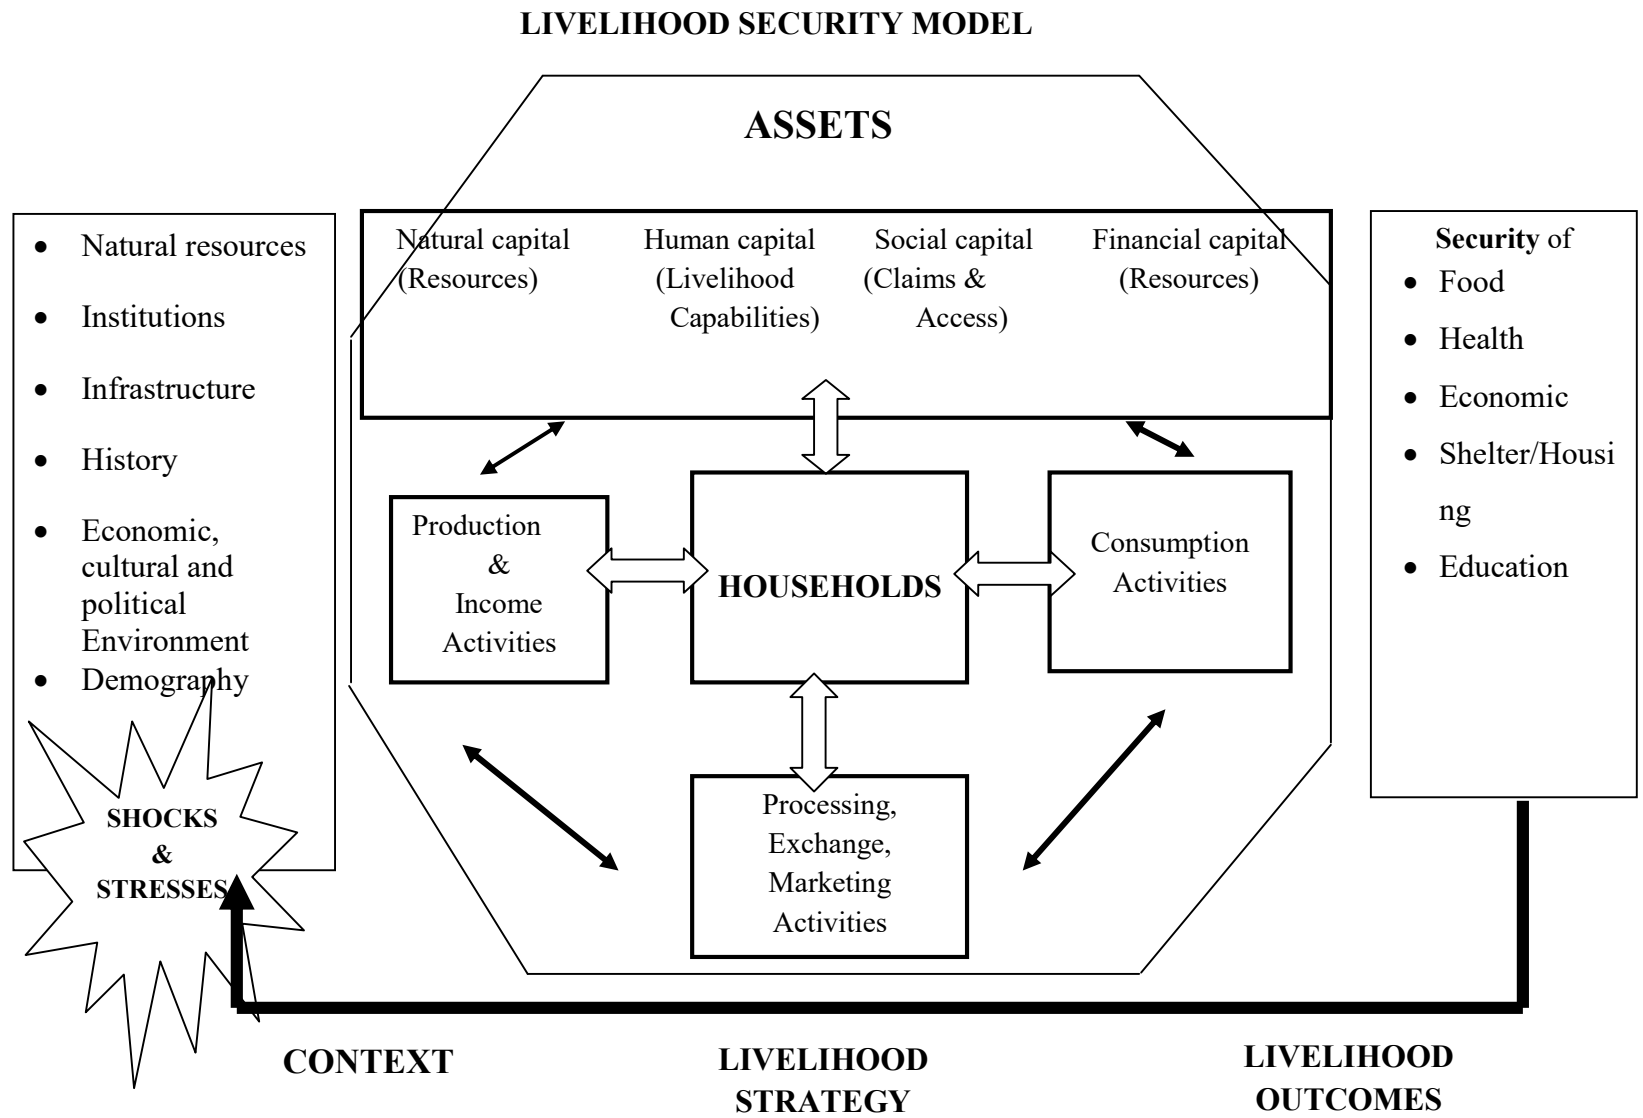 LIVELIHOOD SECURITY MODEL
ASSETS
• Natural resources
• Institutions
• Infrastructure
• History
• Economic,
cultural and
political
Environment
• Demography
SHOCKS
&
STRESSES
Natural capital
(Resources)
Human capital
(Livelihood
Capabilities)
Social capital
(Claims &
Access)
Financial capital
(Resources)
Production
&
Income
Activities
HOUSEHOLDS
Consumption
Activities
Processing,
Exchange,
Marketing
Activities
Security of
• Food
• Health
• Economic
• Shelter/Housi
ng
• Education
CONTEXT
LIVELIHOOD
STRATEGY
LIVELIHOOD
OUTCOMES